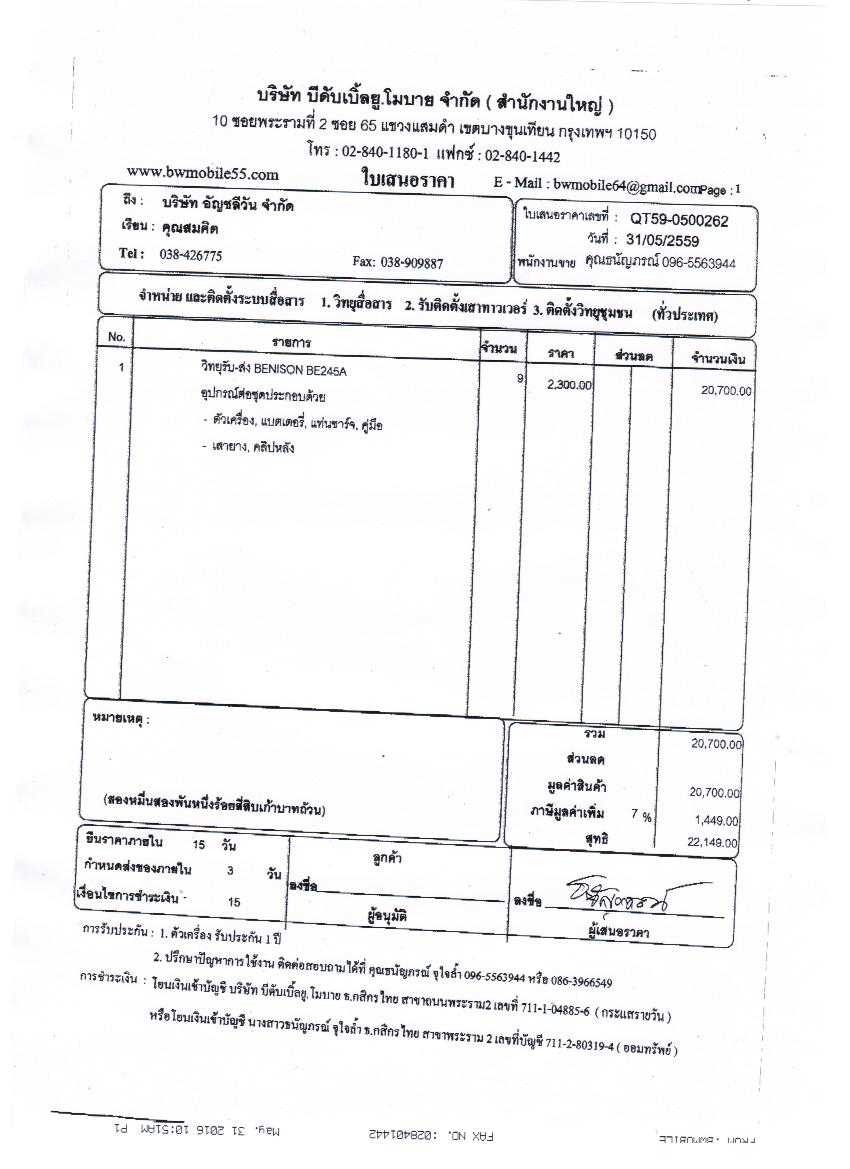 บริษัท บีดับเบิ้ลยู.โมบาย จำกัด ( สำนักงานใหญ่ )
10 ซอยพระรามที่ 2 ซอย 65 แขวงแสมดำ เขตบางขุนเทียน กรุงเทพฯ 10150
โทร : 02-840-1180-1 แฟกซ์ : 02-840-1442
www.bwmobile55.com ใบเสนอราคา E - Mail : bwmobile64@gmail.com Page : 1
ถึง : บริษัท อัญชลีวัน จำกัด
เรียน : คุณสมคิด
Tel : 038-426775 Fax: 038-909887
ใบเสนอราคาเลขที่ : QT59-0500262
วันที่ : 31/05/2559
พนักงานขาย คุณธนัญภรณ์ 096-5563944
จำหน่าย และติดตั้งระบบสื่อสาร 1. วิทยุสื่อสาร 2. รับติดตั้งเสาทาวเวอร์ 3. ติดตั้งวิทยุชุมชน (ทั่วประเทศ)
No. รายการ จำนวน ราคา ส่วนลด จำนวนเงิน
1 วิทยุรับ-ส่ง BENISON BE245A 9 2,300.00 20,700.00
อุปกรณ์ต่อชุดประกอบด้วย
- ตัวเครื่อง, แบตเตอรี่, แท่นชาร์จ, คู่มือ
- เสายาง, คลิปหลัง
หมายเหตุ :
(สองหมื่นสองพันหนึ่งร้อยสี่สิบเก้าบาทถ้วน)
รวม 20,700.00
ส่วนลด
มูลค่าสินค้า 20,700.00
ภาษีมูลค่าเพิ่ม 7 % 1,449.00
สุทธิ 22,149.00
ยืนราคาภายใน 15 วัน
กำหนดส่งของภายใน 3 วัน
เงื่อนไขการชำระเงิน 15
ลูกค้า
ลงชื่อ
ผู้อนุมัติ
ลงชื่อ
ผู้เสนอราคา
การรับประกัน : 1. ตัวเครื่อง รับประกัน 1 ปี
2. ปรึกษาปัญหาการใช้งาน ติดต่อสอบถามได้ที่ คุณธนัญภรณ์ จุใจล้ำ 096-5563944 หรือ 086-3966549
การชำระเงิน : โอนเงินเข้าบัญชี บริษัท บีดับเบิ้ลยู.โมบาย ธ.กสิกรไทย สาขาถนนพระราม2 เลขที่ 711-1-04885-6 ( กระแสรายวัน )
หรือโอนเงินเข้าบัญชี นางสาวธนัญภรณ์ จุใจล้ำ ธ.กสิกรไทย สาขาพระราม 2 เลขที่บัญชี 711-2-80319-4 ( ออมทรัพย์ )
FROM : BWMOBILE FAX NO. :028401442 May. 31 2016 10:51AM P1